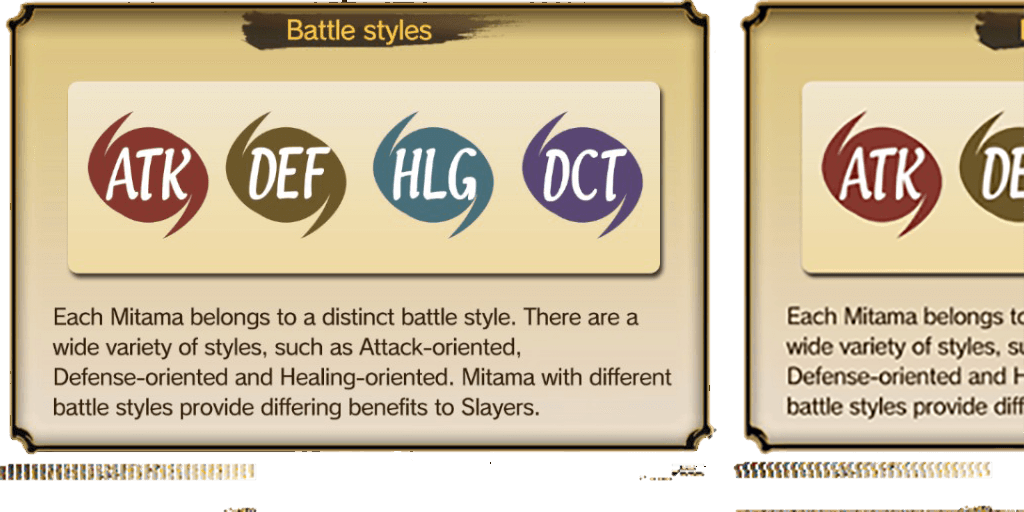 Battle styles
ATK DEF HLG DCT
Each Mitama belongs to a distinct battle style. There are a
wide variety of styles, such as Attack-oriented,
Defense-oriented and Healing-oriented. Mitama with different
battle styles provide differing benefits to Slayers.
ATK
Each Mitama belongs
wide variety of styles,
Defense-oriented and
battle styles provide